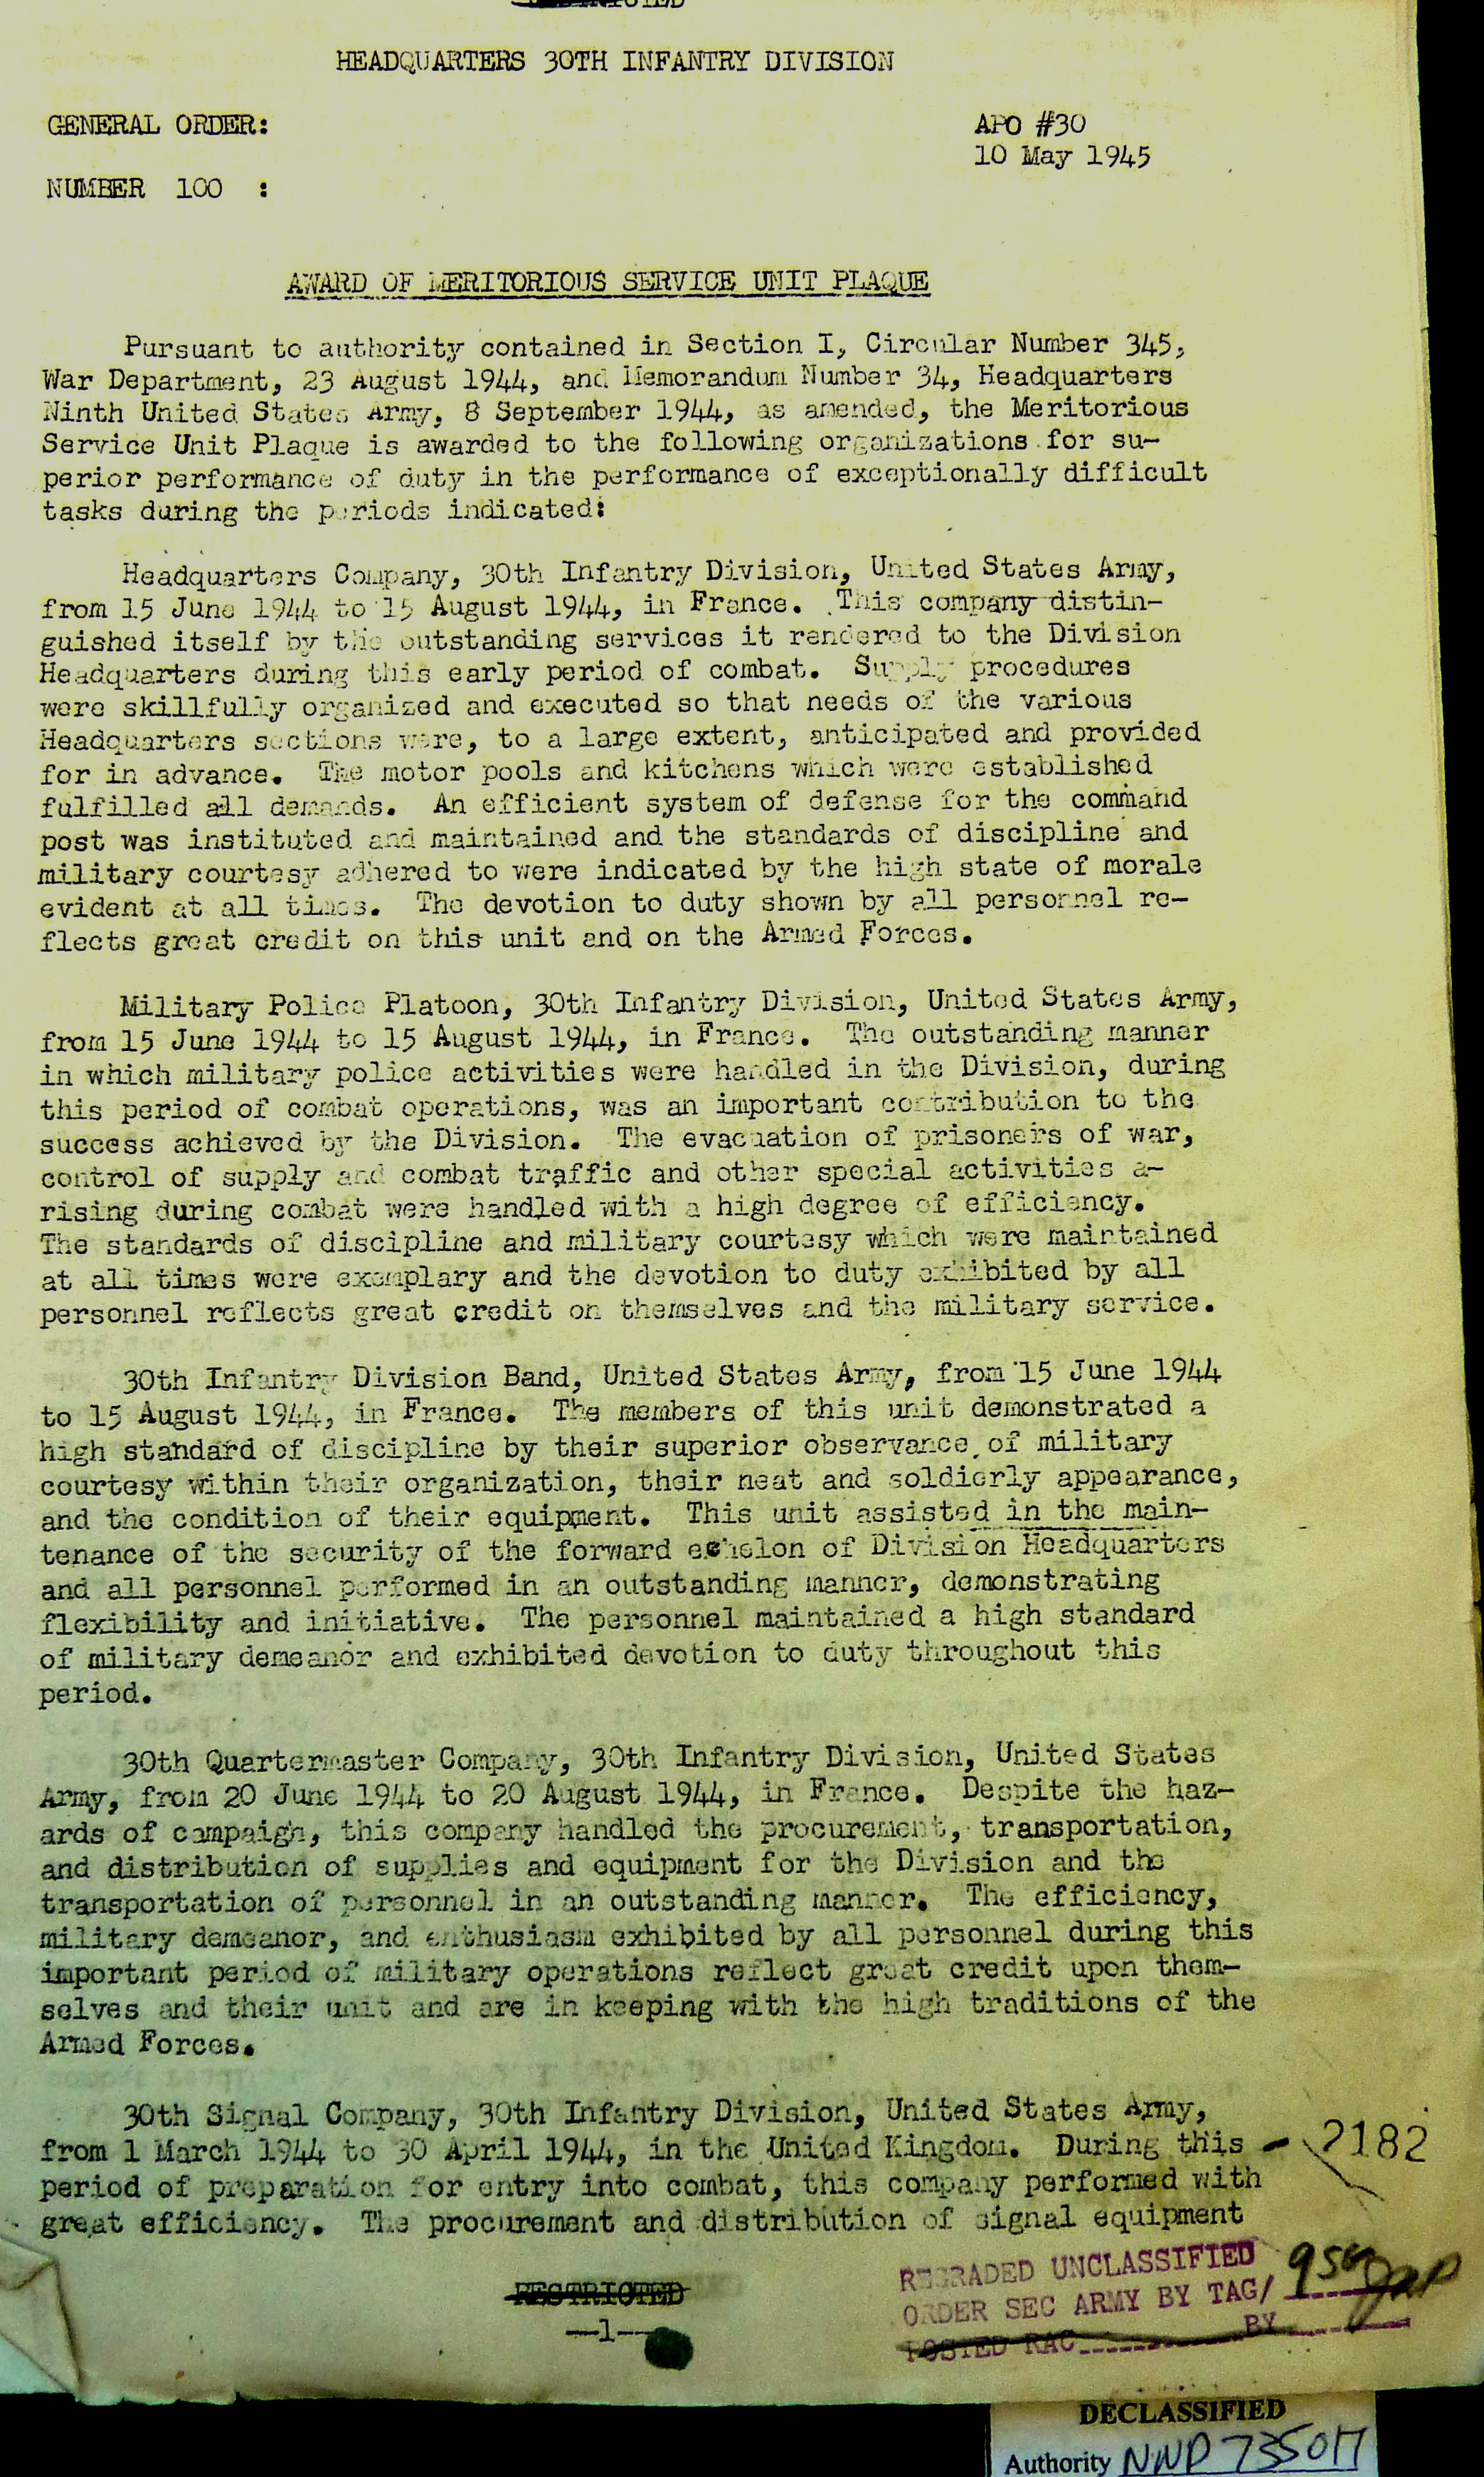 HEADQUARTERS 30TH INFANTRY DIVISION
GENERAL ORDER:
APO #30
10 May 1945
NUMBER 100 :
AWARD OF MERITORIOUS SERVICE UNIT PLAQUE
Pursuant to authority contained in Section I, Circular Number 345,
War Department, 23 August 1944, and Memorandum Number 34, Headquarters
Ninth United States Army, 8 September 1944, as amended, the Meritorious
Service Unit Plaque is awarded to the following organizations for su-
perior performance of duty in the performance of exceptionally difficult
tasks during the periods indicated:
Headquarters Company, 30th Infantry Division, United States Army,
from 15 June 1944 to 15 August 1944, in France. This company distin-
guished itself by the outstanding services it rendered to the Division
Headquarters during this early period of combat. Supply procedures
were skillfully organized and executed so that needs of the various
Headquarters sections were, to a large extent, anticipated and provided
for in advance. The motor pools and kitchens which were established
fulfilled all demands. An efficient system of defense for the command
post was instituted and maintained and the standards of discipline and
military courtesy adhered to were indicated by the high state of morale
evident at all times. The devotion to duty shown by all personnel re-
flects great credit on this unit and on the Armed Forces.
Military Police Platoon, 30th Infantry Division, United States Army,
from 15 June 1944 to 15 August 1944, in France. The outstanding manner
in which military police activities were handled in the Division, during
this period of combat operations, was an important contribution to the
success achieved by the Division. The evacuation of prisoners of war,
control of supply and combat traffic and other special activities a-
rising during combat were handled with a high degree of efficiency.
The standards of discipline and military courtesy which were maintained
at all times were exemplary and the devotion to duty exhibited by all
personnel reflects great credit on themselves and the military service.
30th Infantry Division Band, United States Army, from 15 June 1944
to 15 August 1944, in France. The members of this unit demonstrated a
high standard of discipline by their superior observance of military
courtesy within their organization, their neat and soldierly appearance,
and the condition of their equipment. This unit assisted in the main-
tenance of the security of the forward echelon of Division Headquarters
and all personnel performed in an outstanding manner, demonstrating
flexibility and initiative. The personnel maintained a high standard
of military demeanor and exhibited devotion to duty throughout this
period.
30th Quartermaster Company, 30th Infantry Division, United States
Army, from 20 June 1944 to 20 August 1944, in France. Despite the haz-
ards of campaign, this company handled the procurement, transportation,
and distribution of supplies and equipment for the Division and the
transportation of personnel in an outstanding manner. The efficiency,
military demeanor, and enthusiasm exhibited by all personnel during this
important period of military operations reflect great credit upon them-
selves and their unit and are in keeping with the high traditions of the
Armed Forces.
30th Signal Company, 30th Infantry Division, United States Army,
from 1 March 1944 to 30 April 1944, in the United Kingdom. During this - 2182
period of preparation for entry into combat, this company performed with
great efficiency. The procurement and distribution of signal equipment
REGRADED UNCLASSIFIED
ORDER SEC ARMY BY TAG/
RESTRICTED
POSTED RAC BY
-1-
DECLASSIFIED
Authority NND 735017